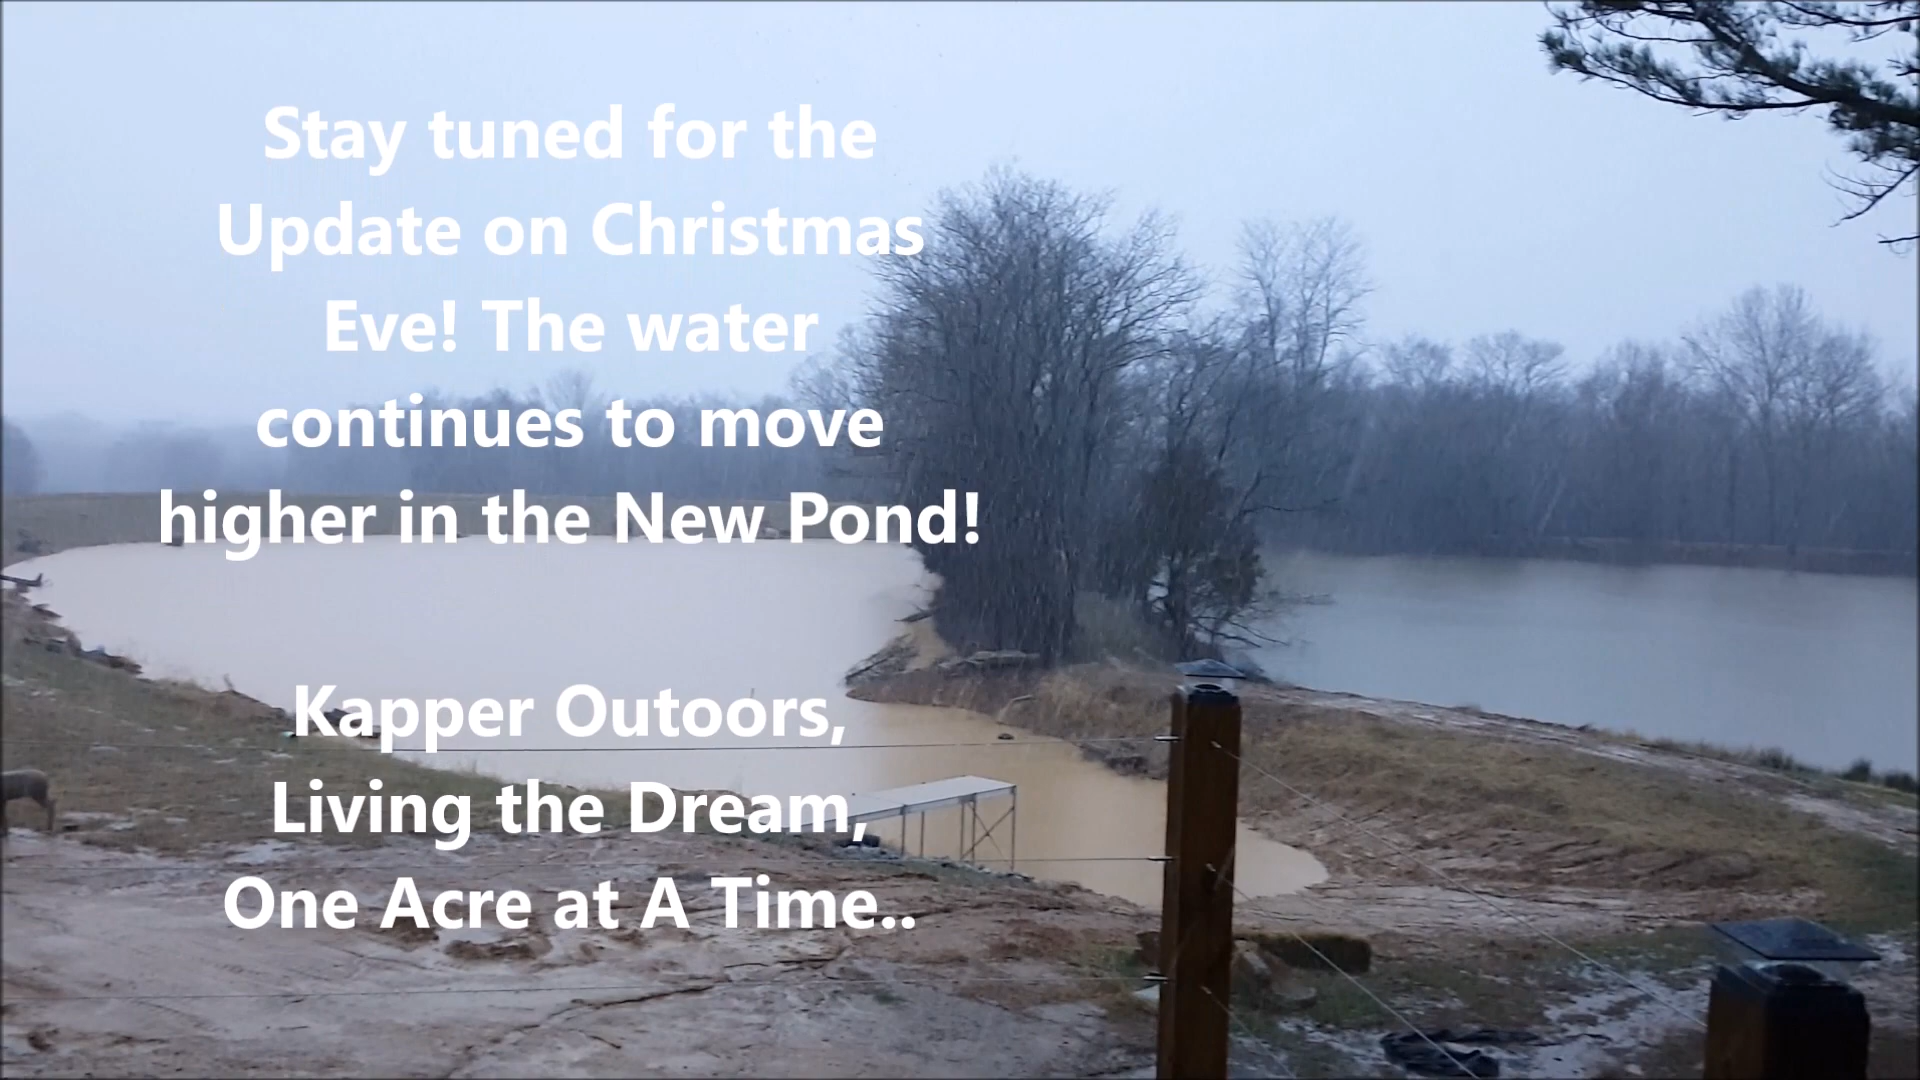 Stay tuned for the
Update on Christmas
Eve! The water
continues to move
higher in the New Pond!
Kapper Outoors,
Living the Dream,
One Acre at A Time..